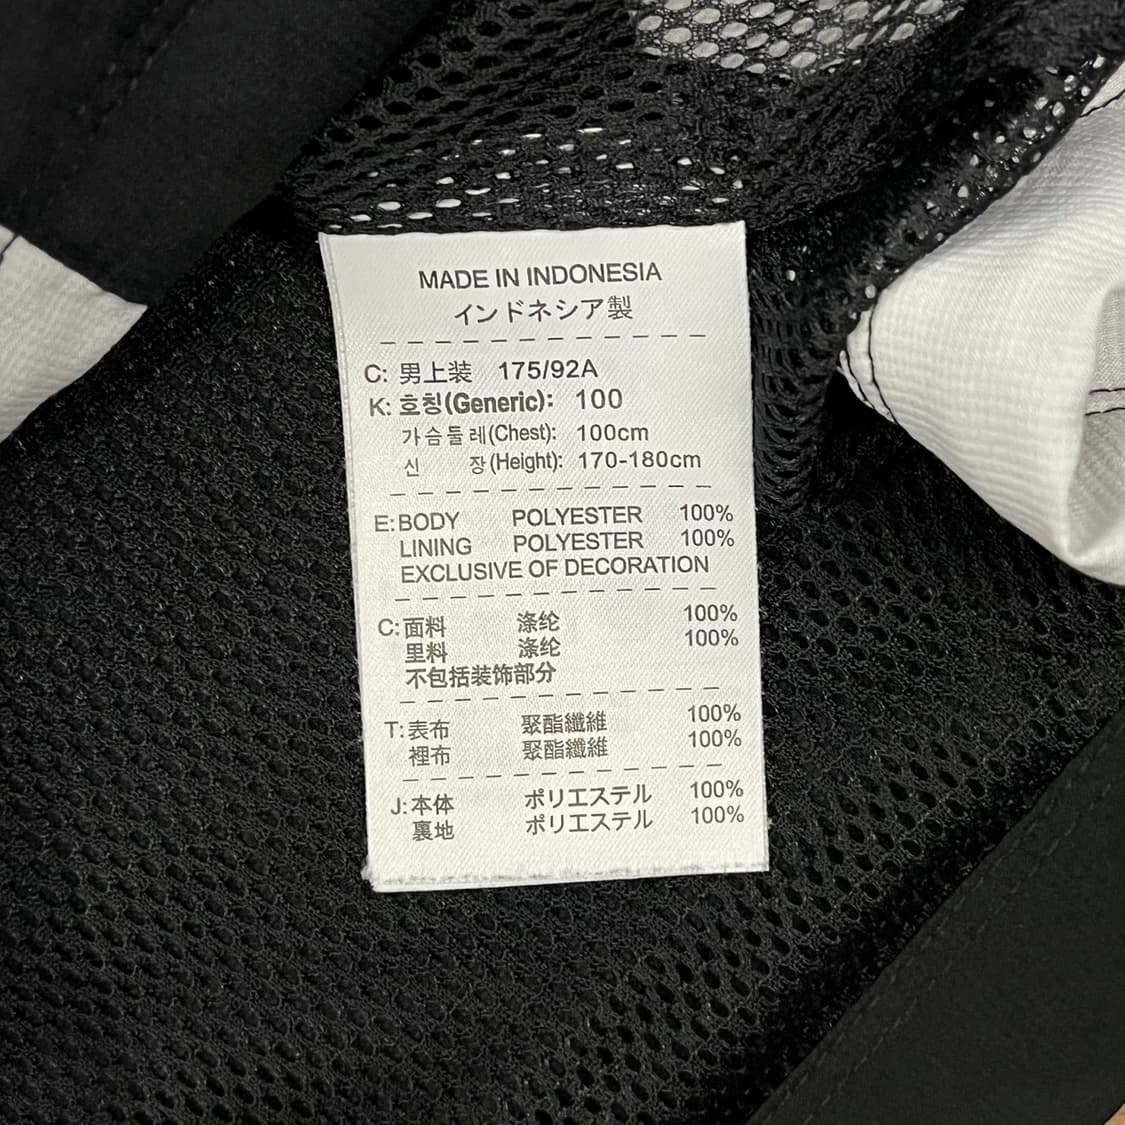 MADE IN INDONESIA
インドネシア製
C: 男上装 175/92A
K: 호칭(Generic): 100
가슴둘레(Chest): 100cm
신 장(Height): 170-180cm
E: BODY POLYESTER 100%
LINING POLYESTER 100%
EXCLUSIVE OF DECORATION
C: 面料 涤纶 100%
里料 涤纶 100%
不包括装饰部分
T: 表布 聚酯纖維 100%
裡布 聚酯纖維 100%
J: 本体 ポリエステル 100%
裏地 ポリエステル 100%